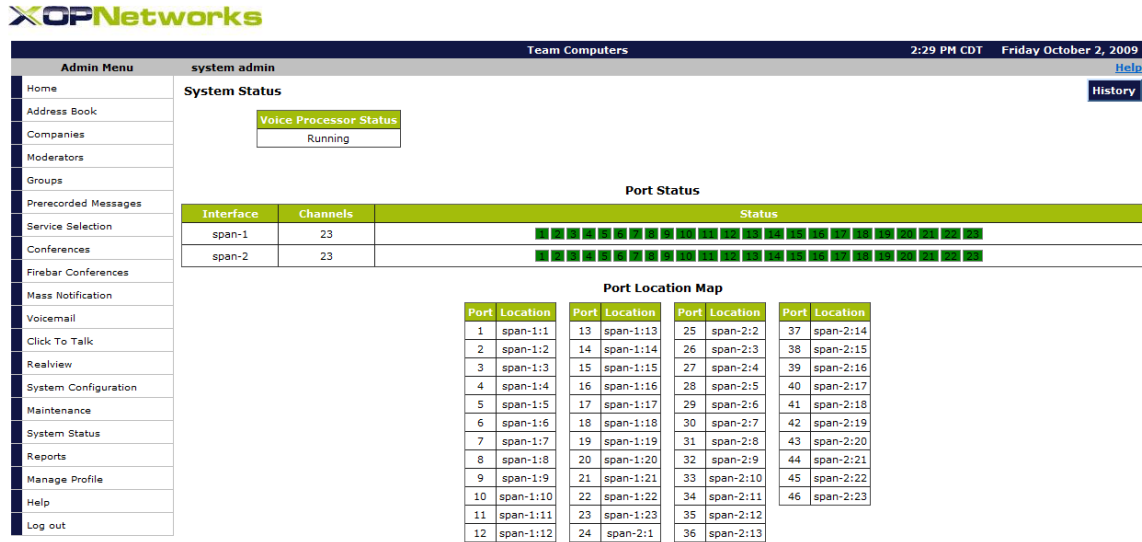 XOPNetworks
Team Computers 2:29 PM CDT Friday October 2, 2009
Admin Menu system admin Help
Home
Address Book
Companies
Moderators
Groups
Prerecorded Messages
Service Selection
Conferences
Firebar Conferences
Mass Notification
Voicemail
Click To Talk
Realview
System Configuration
Maintenance
System Status
Reports
Manage Profile
Help
Log out
System Status History
Voice Processor Status
Running
Port Status
Interface Channels Status
span-1 23 1 2 3 4 5 6 7 8 9 10 11 12 13 14 15 16 17 18 19 20 21 22 23
span-2 23 1 2 3 4 5 6 7 8 9 10 11 12 13 14 15 16 17 18 19 20 21 22 23
Port Location Map
Port Location Port Location Port Location Port Location
1 span-1:1 13 span-1:13 25 span-2:2 37 span-2:14
2 span-1:2 14 span-1:14 26 span-2:3 38 span-2:15
3 span-1:3 15 span-1:15 27 span-2:4 39 span-2:16
4 span-1:4 16 span-1:16 28 span-2:5 40 span-2:17
5 span-1:5 17 span-1:17 29 span-2:6 41 span-2:18
6 span-1:6 18 span-1:18 30 span-2:7 42 span-2:19
7 span-1:7 19 span-1:19 31 span-2:8 43 span-2:20
8 span-1:8 20 span-1:20 32 span-2:9 44 span-2:21
9 span-1:9 21 span-1:21 33 span-2:10 45 span-2:22
10 span-1:10 22 span-1:22 34 span-2:11 46 span-2:23
11 span-1:11 23 span-1:23 35 span-2:12
12 span-1:12 24 span-2:1 36 span-2:13